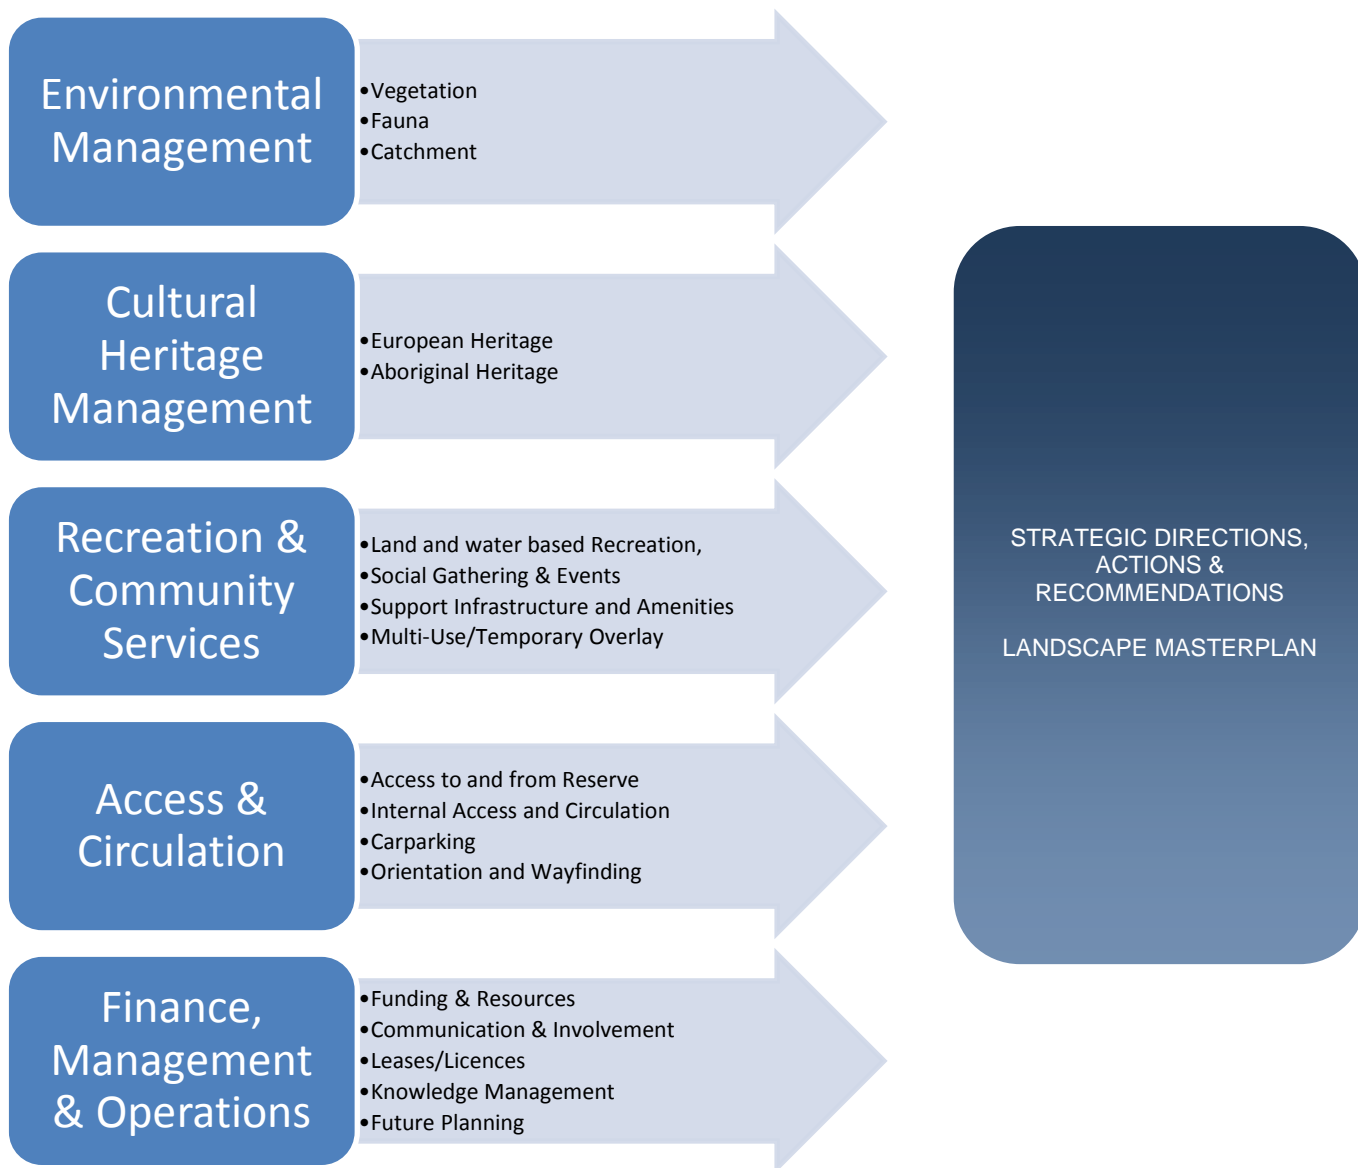 Environmental
Management
•Vegetation
•Fauna
•Catchment
Cultural
Heritage
Management
•European Heritage
•Aboriginal Heritage
Recreation &
Community
Services
•Land and water based Recreation,
•Social Gathering & Events
•Support Infrastructure and Amenities
•Multi-Use/Temporary Overlay
Access &
Circulation
•Access to and from Reserve
•Internal Access and Circulation
•Carparking
•Orientation and Wayfinding
Finance,
Management
& Operations
•Funding & Resources
•Communication & Involvement
•Leases/Licences
•Knowledge Management
•Future Planning
STRATEGIC DIRECTIONS,
ACTIONS &
RECOMMENDATIONS
LANDSCAPE MASTERPLAN